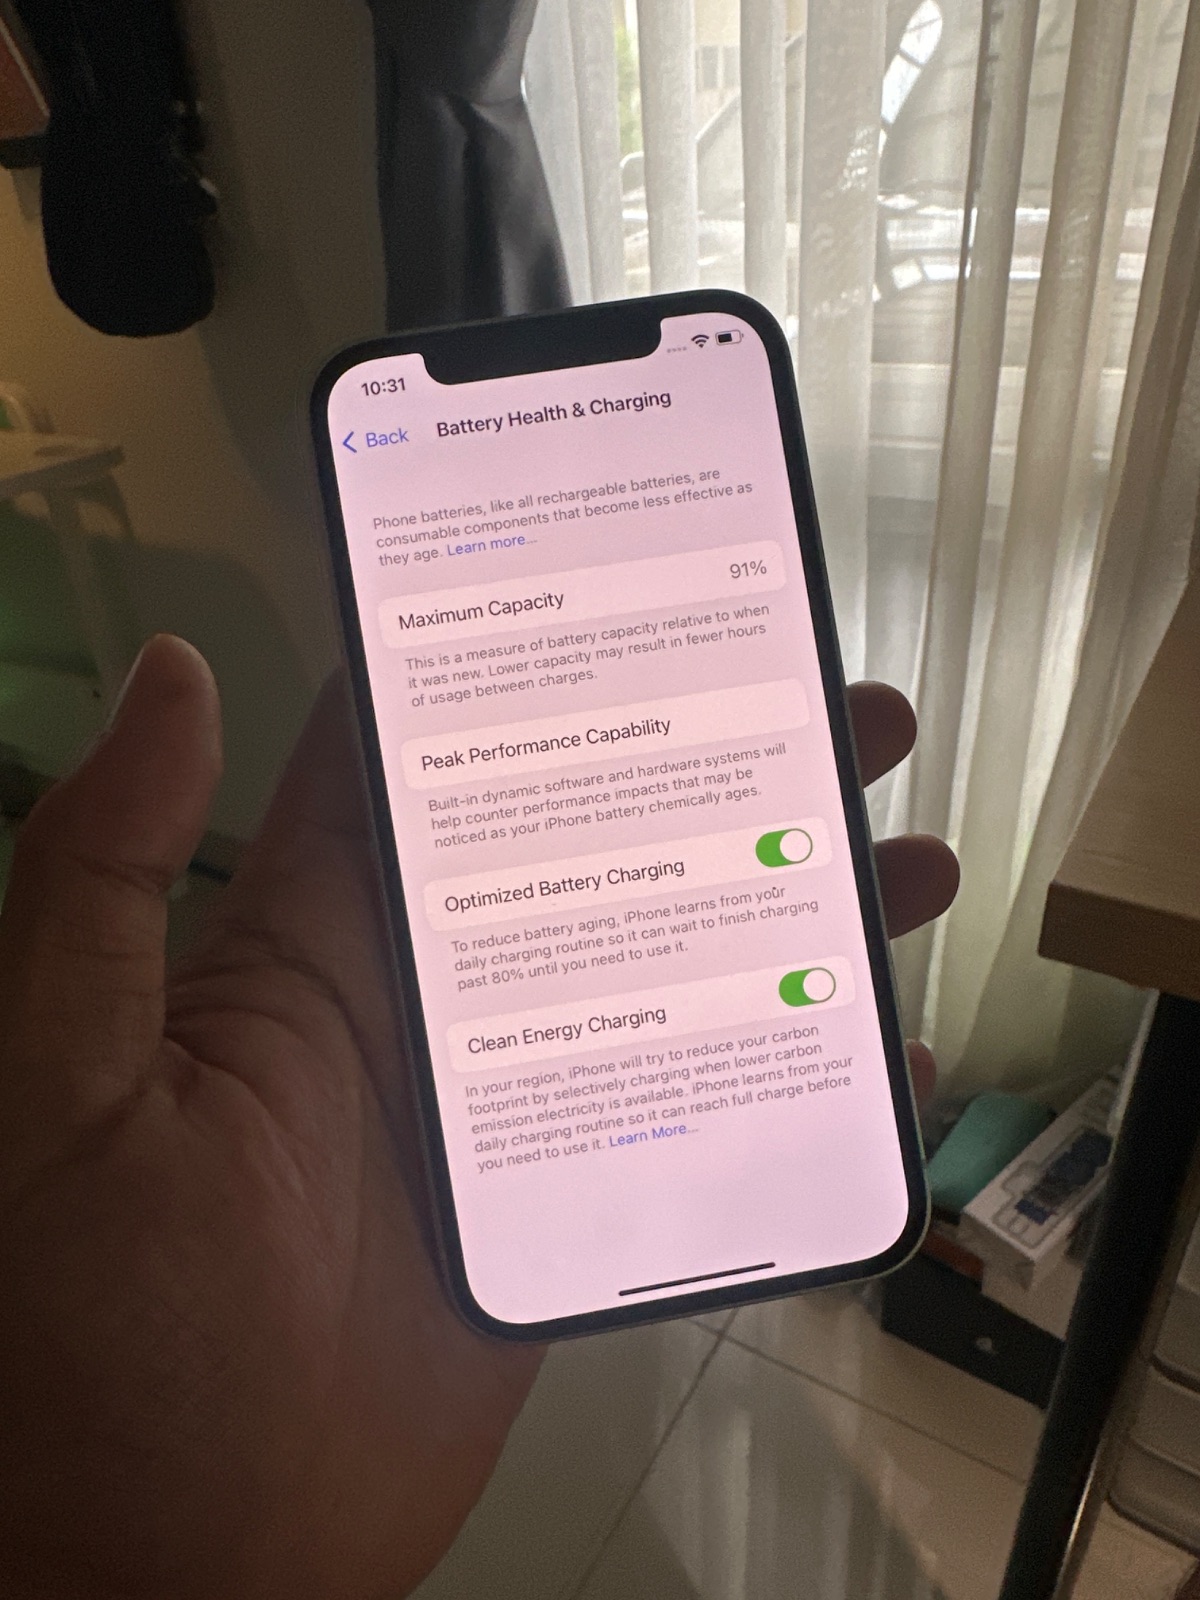 10:31
Back
Battery Health & Charging
Phone batteries, like all rechargeable batteries, are
consumable components that become less effective as
they age. Learn more...
Maximum Capacity
91%
This is a measure of battery capacity relative to when
it was new. Lower capacity may result in fewer hours
of usage between charges.
Peak Performance Capability
Built-in dynamic software and hardware systems will
help counter performance impacts that may be
noticed as your iPhone battery chemically ages.
Optimized Battery Charging
To reduce battery aging, iPhone learns from your
daily charging routine so it can wait to finish charging
past 80% until you need to use it.
Clean Energy Charging
In your region, iPhone will try to reduce your carbon
footprint by selectively charging when lower carbon
emission electricity is available. iPhone learns from your
daily charging routine so it can reach full charge before
you need to use it. Learn More...